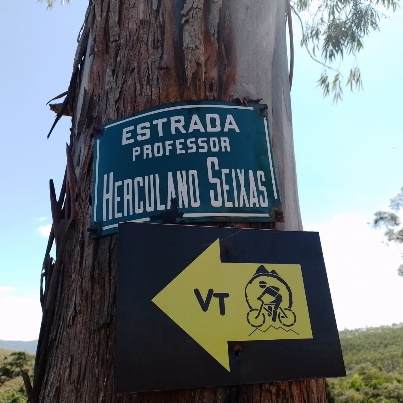 ESTRADA
PROFESSOR
HERCULANO SEIXAS
VT